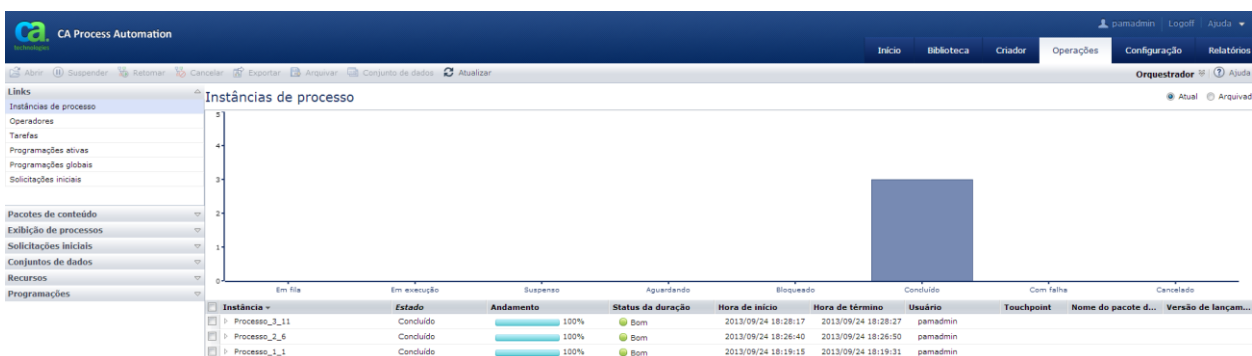 ca technologies
CA Process Automation
pamadmin Logoff Ajuda
Início Biblioteca Criador Operações Configuração Relatórios
Abrir Suspender Retomar Cancelar Exportar Arquivar Conjunto de dados Atualizar
Orquestrador Ajuda
Links
Instâncias de processo
Operadores
Tarefas
Programações ativas
Programações globais
Solicitações iniciais
Pacotes de conteúdo
Exibição de processos
Solicitações iniciais
Conjuntos de dados
Recursos
Programações
Instâncias de processo
Atual Arquivad
5
4
3
2
1
0
Em fila Em execução Suspenso Aguardando Bloqueado Concluído Com falha Cancelado
Instância Estado Andamento Status da duração Hora de início Hora de término Usuário Touchpoint Nome do pacote d... Versão de lançam...
Processo_3_11 Concluído 100% Bom 2013/09/24 18:28:17 2013/09/24 18:28:27 pamadmin
Processo_2_6 Concluído 100% Bom 2013/09/24 18:26:40 2013/09/24 18:26:50 pamadmin
Processo_1_1 Concluído 100% Bom 2013/09/24 18:19:15 2013/09/24 18:19:31 pamadmin